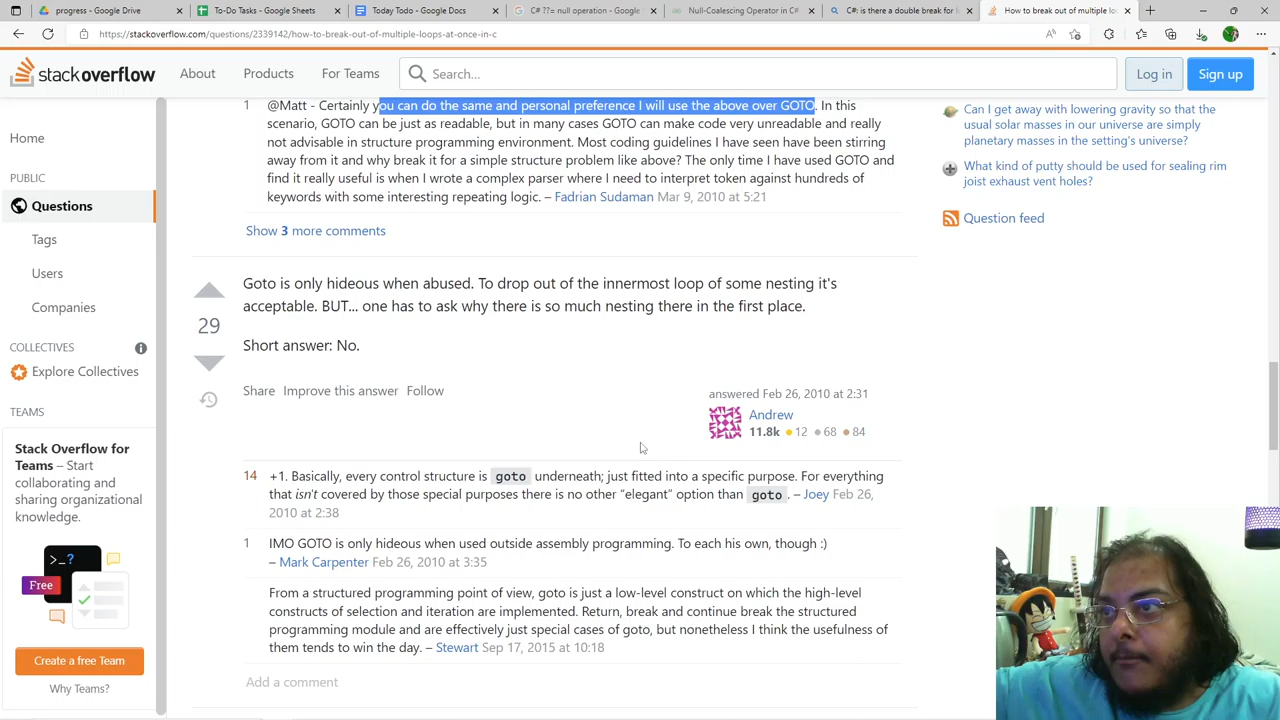 progress - Google Drive
To-Do Tasks - Google Sheets
Today Todo - Google Docs
C# ??= null operation - Google
Null-Coalescing Operator in C#
C#: is there a double break for l
How to break out of multiple lo
https://stackoverflow.com/questions/2339142/how-to-break-out-of-multiple-loops-at-once-in-c
stackoverflow
About
Products
For Teams
Search...
Log in
Sign up
Home
PUBLIC
Questions
Tags
Users
Companies
COLLECTIVES
Explore Collectives
TEAMS
Stack Overflow for
Teams – Start
collaborating and
sharing organizational
knowledge.
>_?
Free
Create a free Team
Why Teams?
1
@Matt - Certainly you can do the same and personal preference I will use the above over GOTO. In this
scenario, GOTO can be just as readable, but in many cases GOTO can make code very unreadable and really
not advisable in stucture programming environment. Most coding guidelines I have seen have been stirring
away from it and why break it for a simple structure problem like above? The only time I have used GOTO and
find it really useful is when I wrote a complex parser where I need to interpret token against hundreds of
keywords with some interesting repeating logic. – Fadrian Sudaman Mar 9, 2010 at 5:21
Show 3 more comments
29
Goto is only hideous when abused. To drop out of the innermost loop of some nesting it's
acceptable. BUT... one has to ask why there is so much nesting there in the first place.
Short answer: No.
Share Improve this answer Follow
answered Feb 26, 2010 at 2:31
Andrew
11.8k 12 68 84
14
+1. Basically, every control structure is goto underneath; just fitted into a specific purpose. For everything
that isn't covered by those special purposes there is no other “elegant” option than goto. – Joey Feb 26,
2010 at 2:38
1
IMO GOTO is only hideous when used outside assembly programming. To each his own, though :)
– Mark Carpenter Feb 26, 2010 at 3:35
From a structured programming point of view, goto is just a low-level construct on which the high-level
constructs of selection and iteration are implemented. Return, break and continue break the structured
programming module and are effectively just special cases of goto, but nonetheless I think the usefulness of
them tends to win the day. – Stewart Sep 17, 2015 at 10:18
Add a comment
Can I get away with lowering gravity so that the
usual solar masses in our universe are simply
planetary masses in the setting's universe?
What kind of putty should be used for sealing rim
joist exhaust vent holes?
Question feed